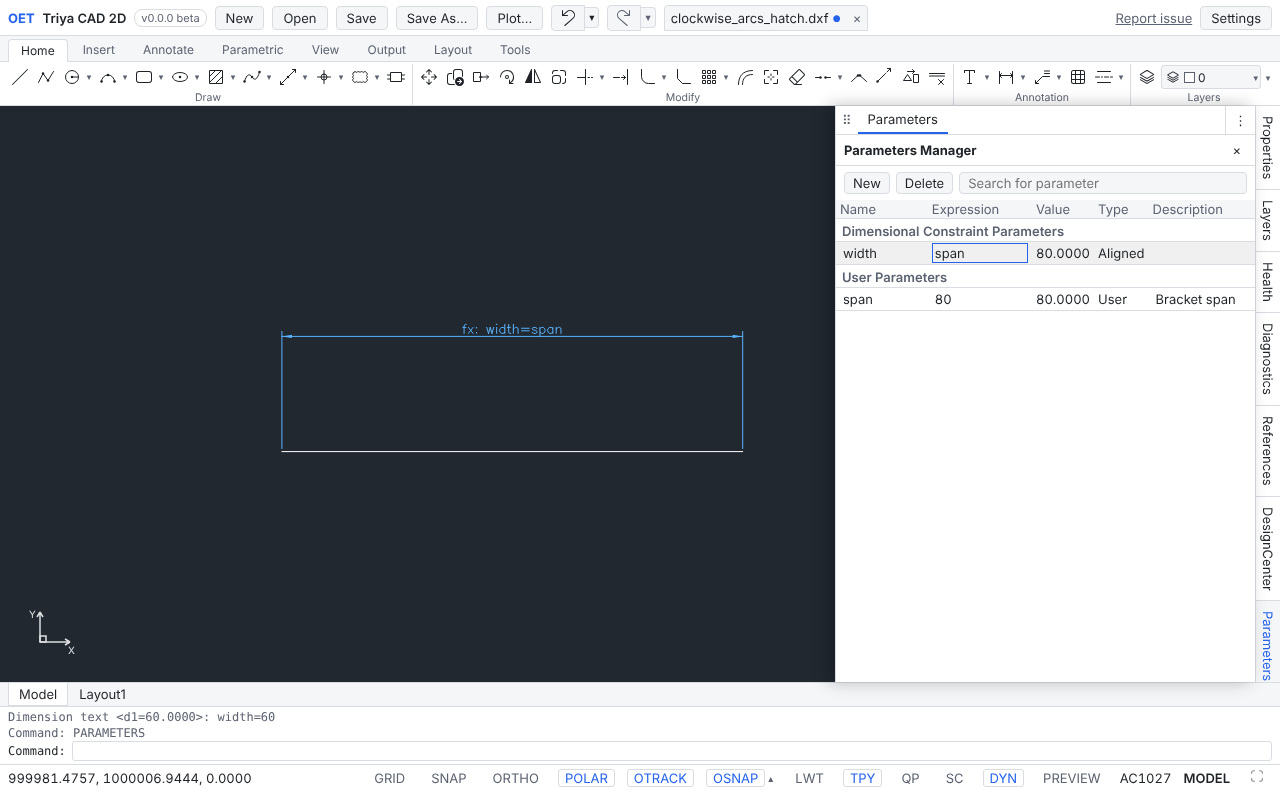 OET Triya CAD 2D v0.0.0 beta New Open Save Save As... Plot... clockwise_arcs_hatch.dxf × Report issue Settings
Home Insert Annotate Parametric View Output Layout Tools
0
Draw Modify Annotation Layers
Parameters
Parameters Manager ×
New Delete Search for parameter
Name Expression Value Type Description
Dimensional Constraint Parameters
width span 80.0000 Aligned
User Parameters
span 80 80.0000 User Bracket span
Properties
Layers
Health
Diagnostics
References
DesignCenter
Parameters
fx: width=span
Y
X
Model Layout1
Dimension text <d1=60.0000>: width=60
Command: PARAMETERS
Command:
999981.4757, 1000006.9444, 0.0000 GRID SNAP ORTHO POLAR OTRACK OSNAP LWT TPY QP SC DYN PREVIEW AC1027 MODEL